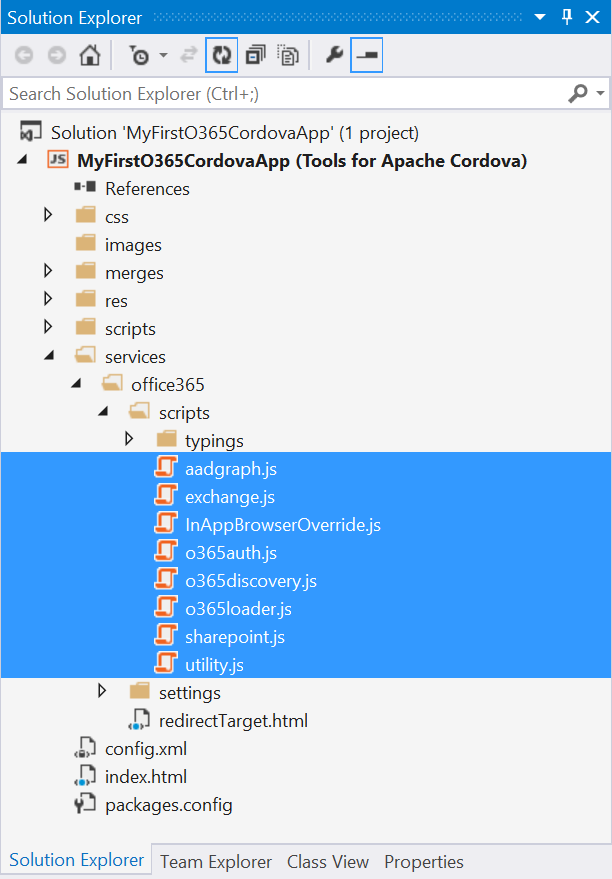 Solution Explorer
Search Solution Explorer (Ctrl+;)
Solution 'MyFirstO365CordovaApp' (1 project)
JS MyFirstO365CordovaApp (Tools for Apache Cordova)
References
css
images
merges
res
scripts
services
office365
scripts
typings
aadgraph.js
exchange.js
InAppBrowserOverride.js
o365auth.js
o365discovery.js
o365loader.js
sharepoint.js
utility.js
settings
redirectTarget.html
config.xml
index.html
packages.config
Solution Explorer Team Explorer Class View Properties